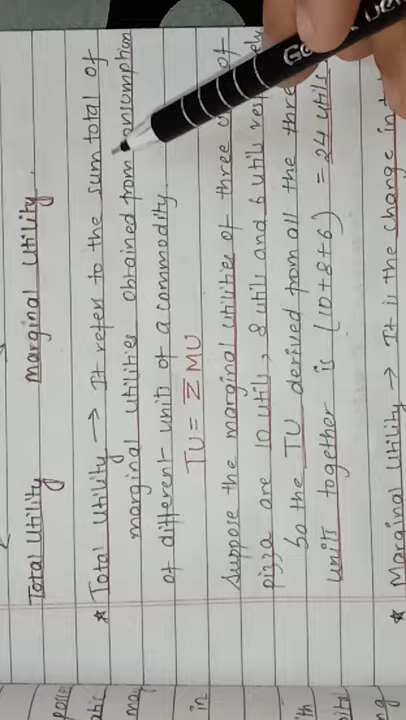 Total Utility marginal Utility.
★ Total Utility → It refer to the sum total of
marginal utilities obtained from consumption
of different units of a commodity.
TU = Σ MU
Suppose the marginal utilities of three of
pizza are 10 utils, 8 utils and 6 utils
So the TU derived from all the three
units together is (10+8+6) = 24 utils
★ Marginal Utility → It is the change in